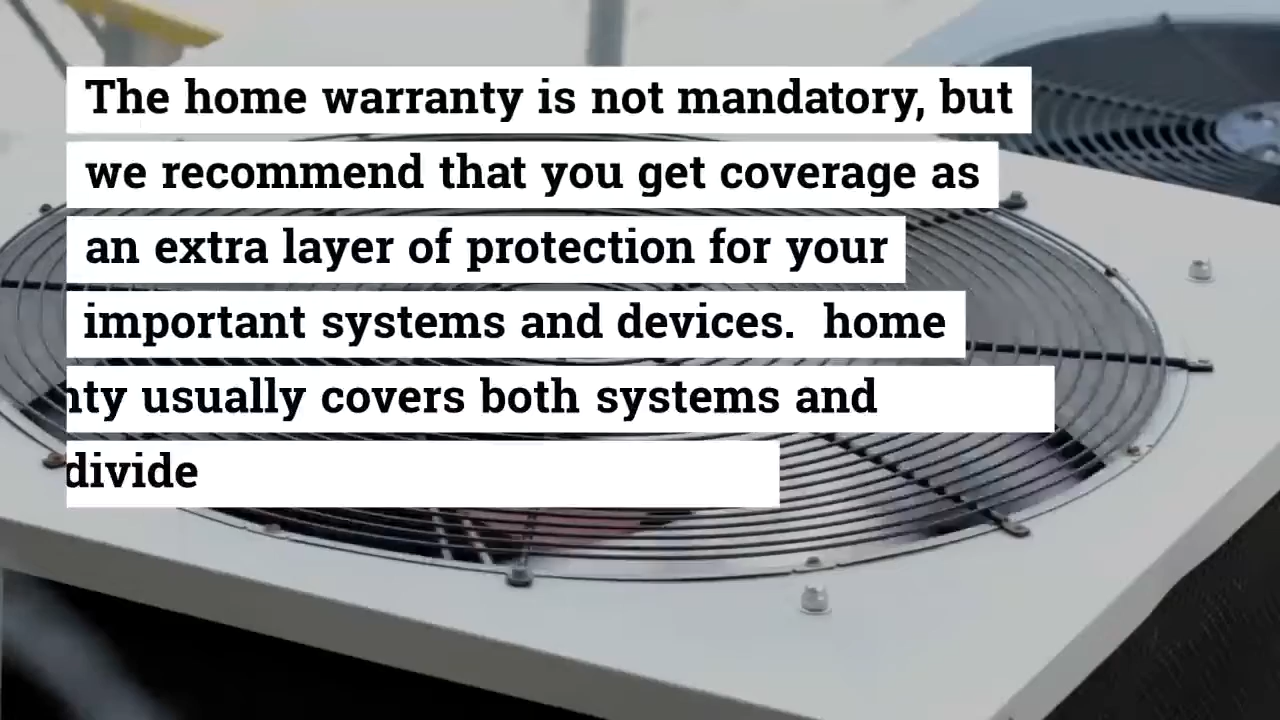 The home warranty is not mandatory, but
we recommend that you get coverage as
an extra layer of protection for your
important systems and devices. home
nty usually covers both systems and
divide